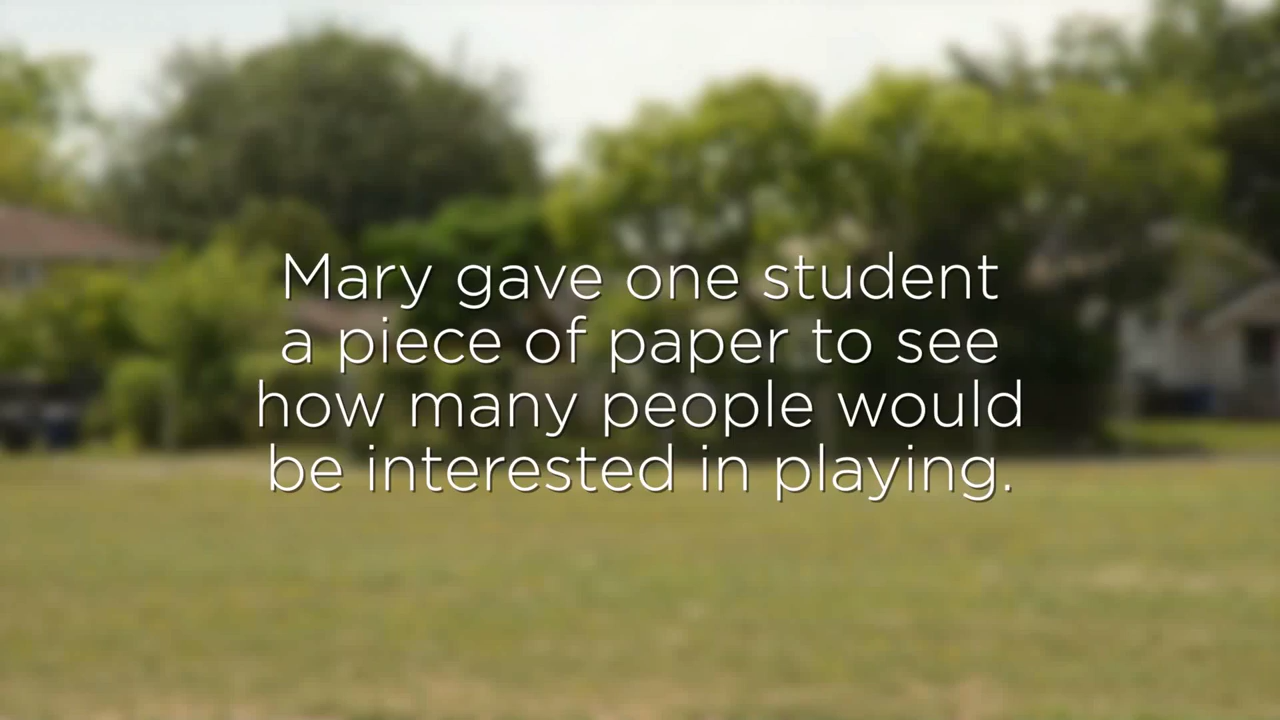 Mary gave one student
a piece of paper to see
how many people would
be interested in playing.